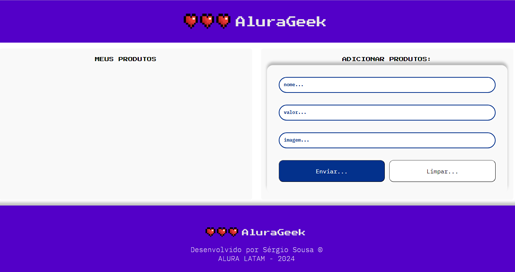 AluraGeek
MEUS PRODUTOS
ADICIONAR PRODUTOS:
nome...
valor...
imagem...
Enviar...
Limpar...
AluraGeek
Desenvolvido por Sérgio Sousa ©
ALURA LATAM - 2024